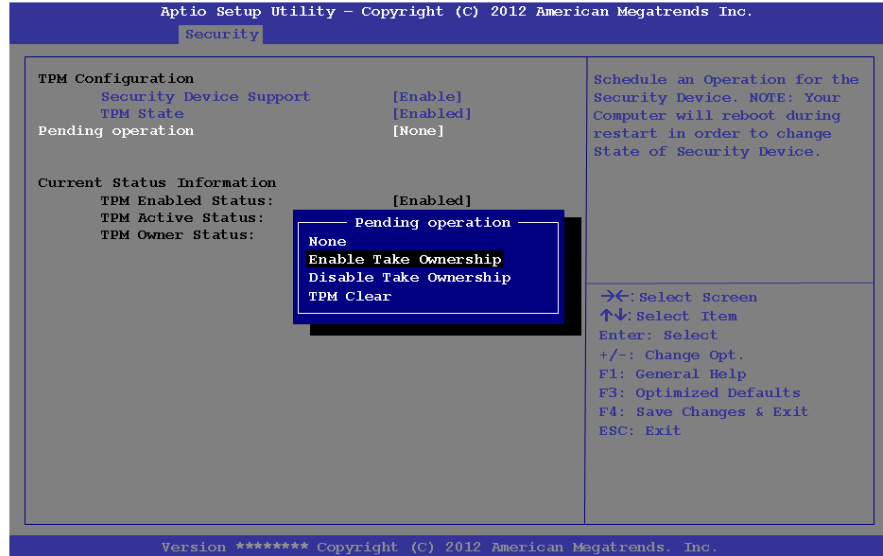 Aptio Setup Utility – Copyright (C) 2012 American Megatrends Inc.
Security
TPM Configuration
Security Device Support [Enable]
TPM State [Enabled]
Pending operation [None]
Current Status Information
TPM Enabled Status: [Enabled]
TPM Active Status:
TPM Owner Status:
Pending operation
None
Enable Take Ownership
Disable Take Ownership
TPM Clear
Schedule an Operation for the
Security Device. NOTE: Your
Computer will reboot during
restart in order to change
State of Security Device.
→←: Select Screen
↑↓: Select Item
Enter: Select
+/-: Change Opt.
F1: General Help
F3: Optimized Defaults
F4: Save Changes & Exit
ESC: Exit
Version ******** Copyright (C) 2012 American Megatrends. Inc.